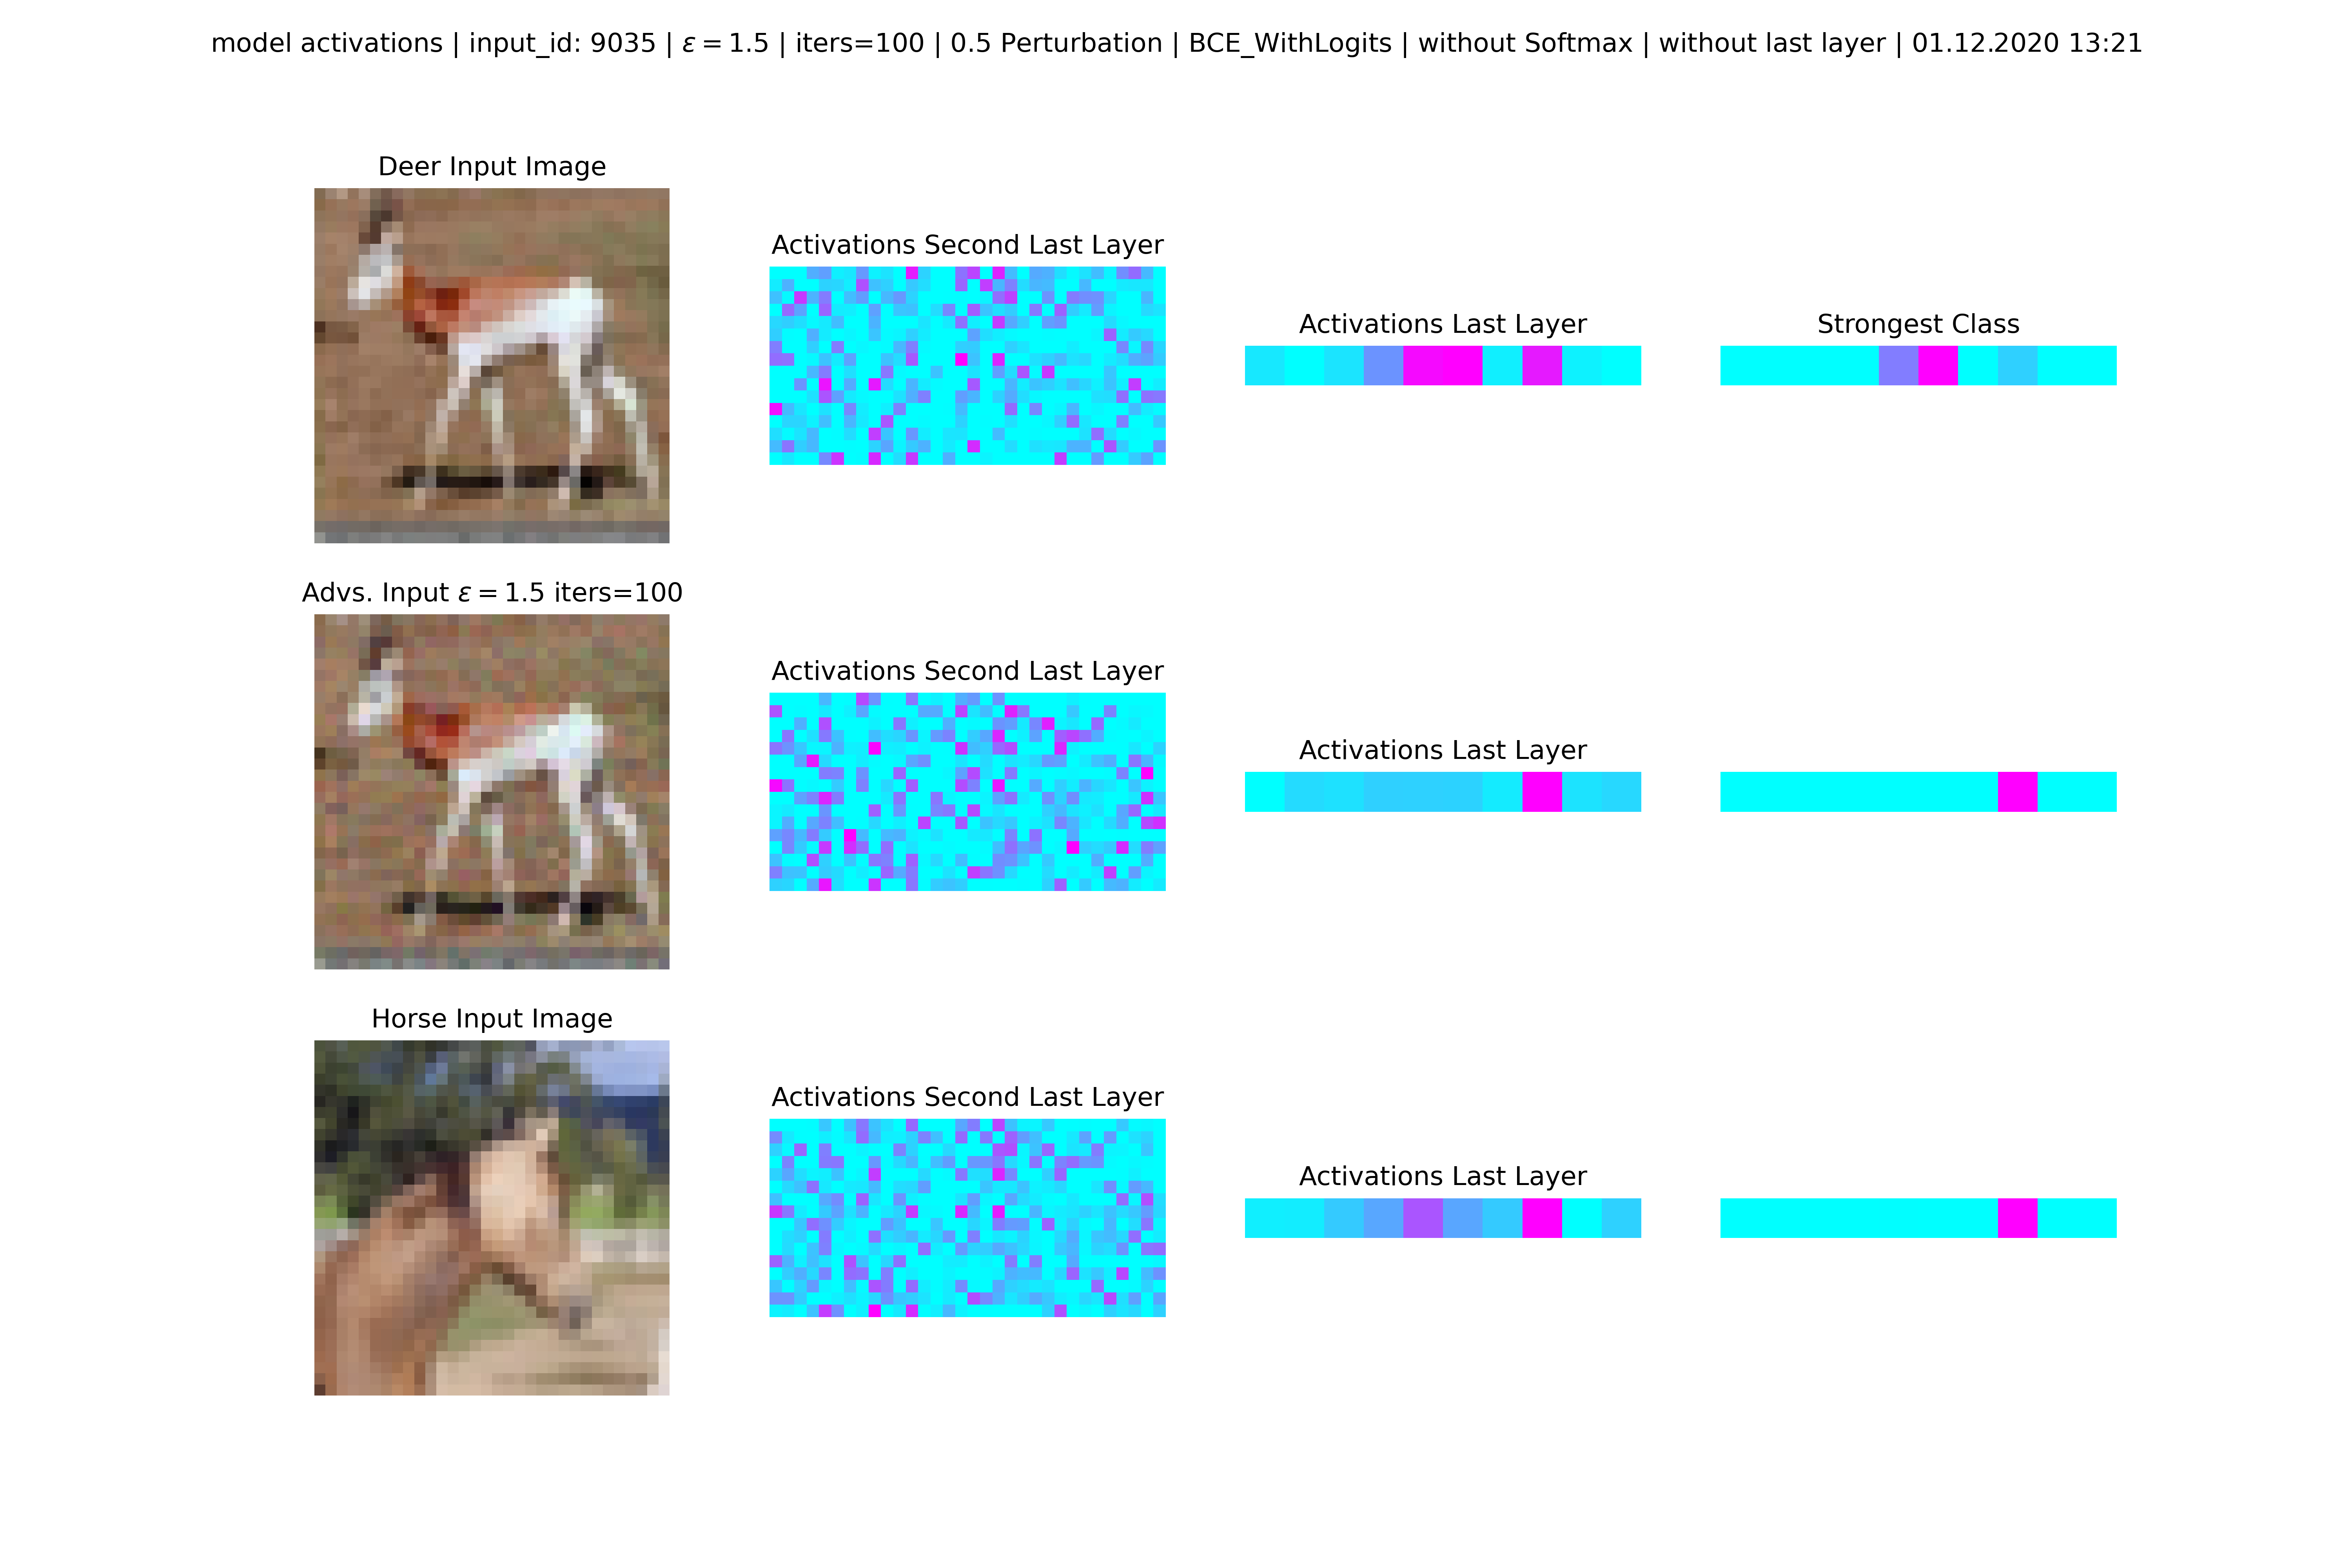 model activations | input_id: 9035 | ε = 1.5 | iters=100 | 0.5 Perturbation | BCE_WithLogits | without Softmax | without last layer | 01.12.2020 13:21
Deer Input Image
Activations Second Last Layer
Activations Last Layer
Strongest Class
Advs. Input ε = 1.5 iters=100
Activations Second Last Layer
Activations Last Layer
Horse Input Image
Activations Second Last Layer
Activations Last Layer